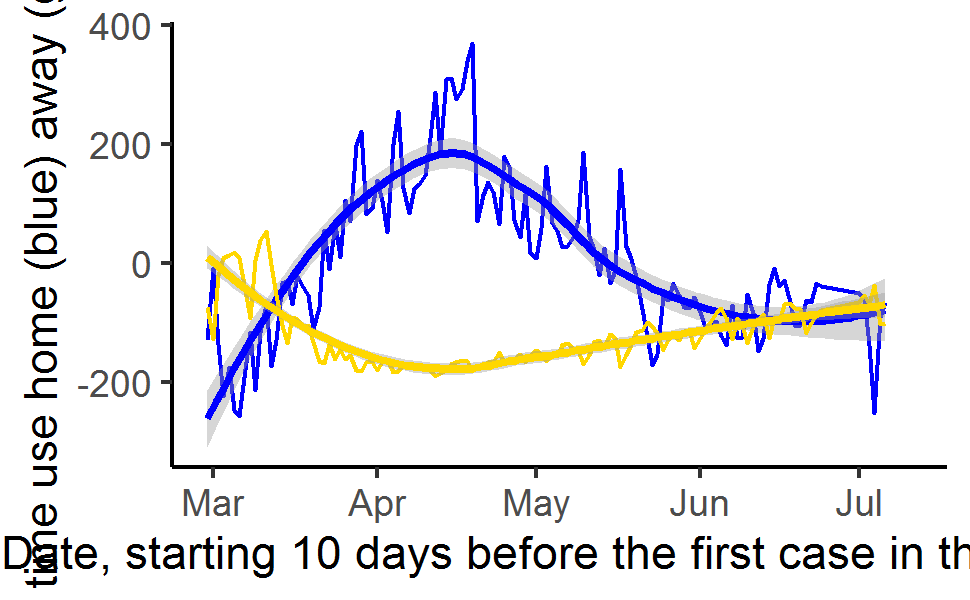 400
200
0
-200
Mar Apr May Jun Jul
Date, starting 10 days before the first case in th
time use home (blue) away (g